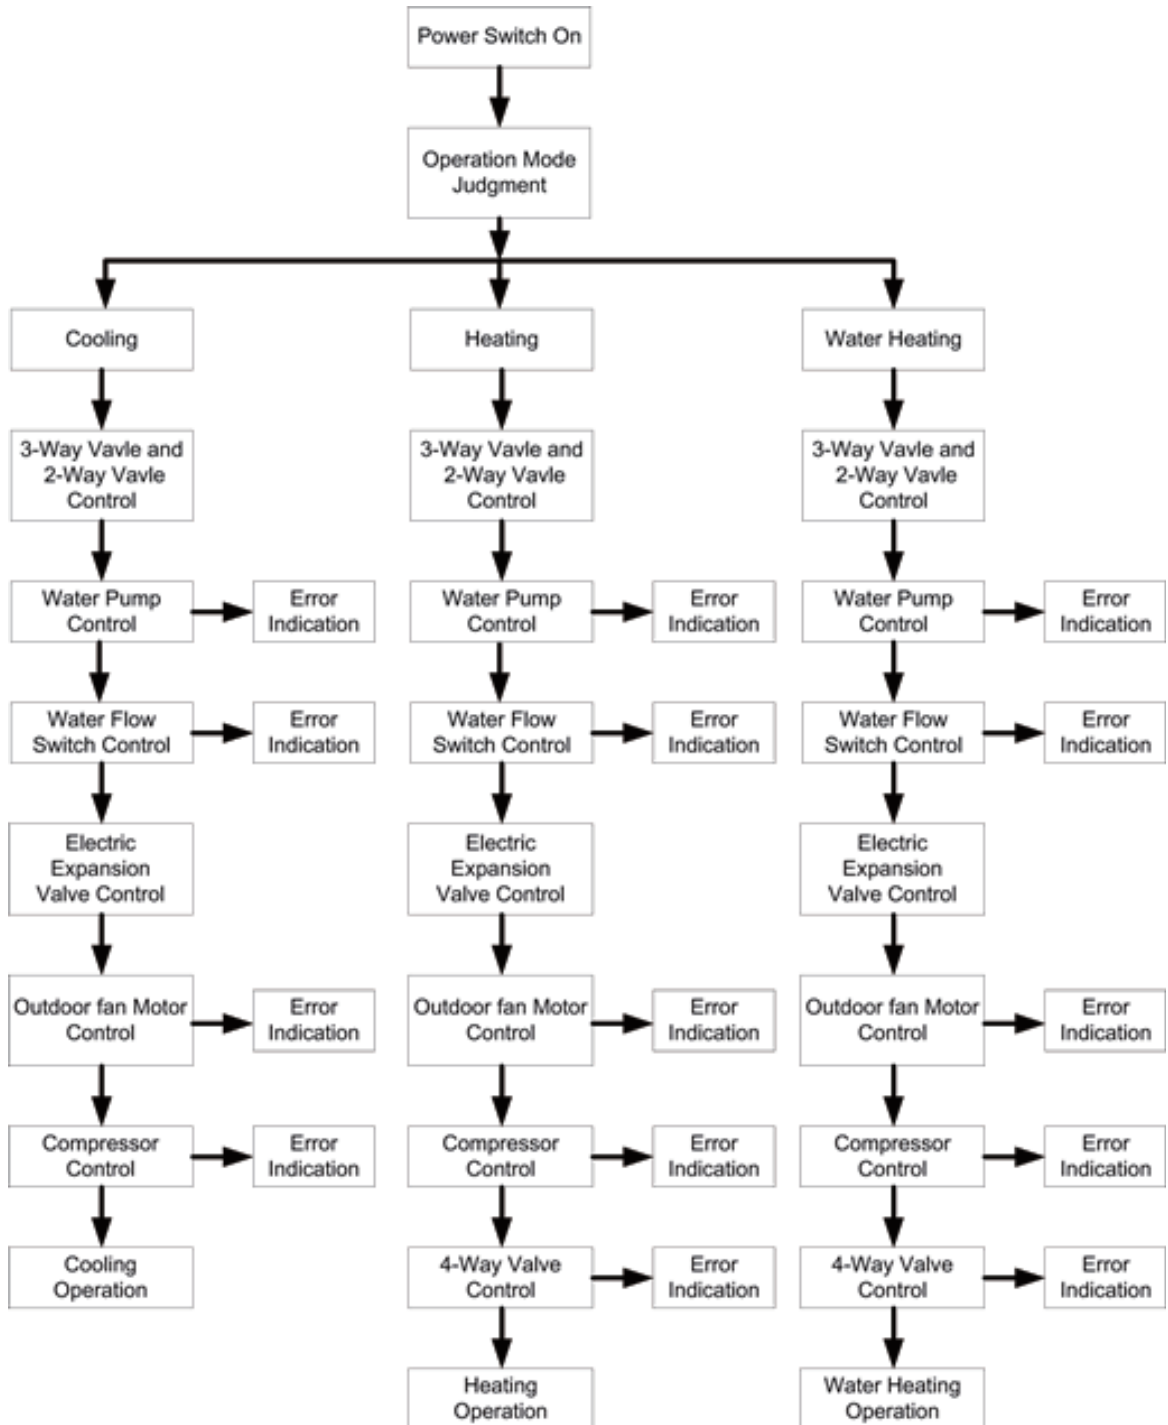 Power Switch On
Operation Mode
Judgment
Cooling
Heating
Water Heating
3-Way Vavle and
2-Way Vavle
Control
3-Way Vavle and
2-Way Vavle
Control
3-Way Vavle and
2-Way Vavle
Control
Water Pump
Control
Error
Indication
Water Pump
Control
Error
Indication
Water Pump
Control
Error
Indication
Water Flow
Switch Control
Error
Indication
Water Flow
Switch Control
Error
Indication
Water Flow
Switch Control
Error
Indication
Electric
Expansion
Valve Control
Electric
Expansion
Valve Control
Electric
Expansion
Valve Control
Outdoor fan Motor
Control
Error
Indication
Outdoor fan Motor
Control
Error
Indication
Outdoor fan Motor
Control
Error
Indication
Compressor
Control
Error
Indication
Compressor
Control
Error
Indication
Compressor
Control
Error
Indication
Cooling
Operation
4-Way Valve
Control
Error
Indication
4-Way Valve
Control
Error
Indication
Heating
Operation
Water Heating
Operation